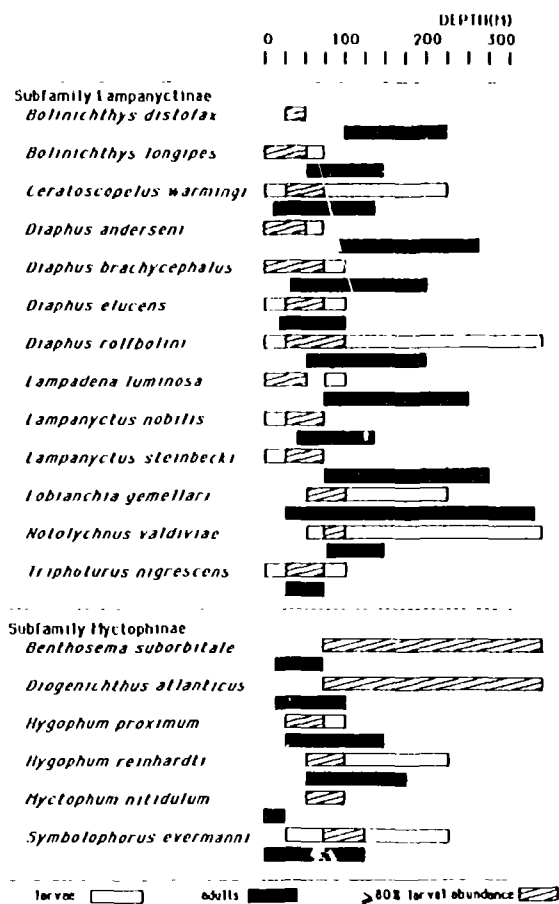 DEPTH(M)
0 100 200 300
Subfamily Lampanyctinae
Bolinichthys distofax
Bolinichthys longipes
Ceratoscopelus warmingi
Diaphus anderseni
Diaphus brachycephalus
Diaphus elucens
Diaphus rolfbolini
Lampadena luminosa
Lampanyctus nobilis
Lampanyctus steinbecki
Lobianchia gemellari
Notolychnus valdiviae
Triphoturus nigrescens
Subfamily Myctophinae
Benthosema suborbitale
Diogenichthus atlanticus
Hygophum proximum
Hygophum reinhardti
Myctophum nitidulum
Symbolophorus evermanni
larvae adults ≥80% larval abundance